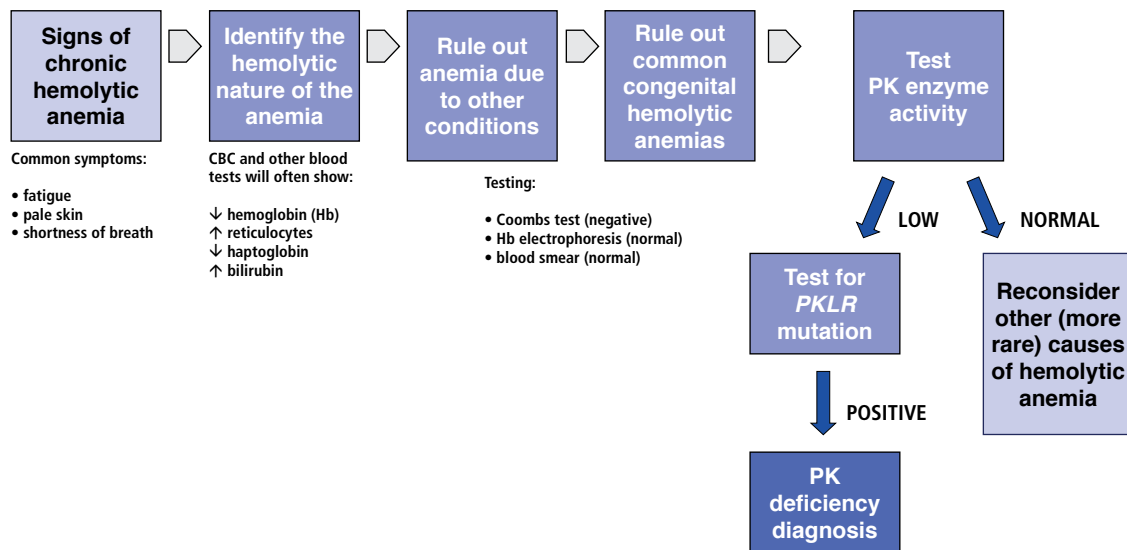 Signs of
chronic
hemolytic
anemia
Identify the
hemolytic
nature of the
anemia
Rule out
anemia due
to other
conditions
Rule out
common
congenital
hemolytic
anemias
Test
PK enzyme
activity
Common symptoms:
• fatigue
• pale skin
• shortness of breath
CBC and other blood
tests will often show:
↓ hemoglobin (Hb)
↑ reticulocytes
↓ haptoglobin
↑ bilirubin
Testing:
• Coombs test (negative)
• Hb electrophoresis (normal)
• blood smear (normal)
LOW
NORMAL
Test for
PKLR
mutation
Reconsider
other (more
rare) causes
of hemolytic
anemia
POSITIVE
PK
deficiency
diagnosis